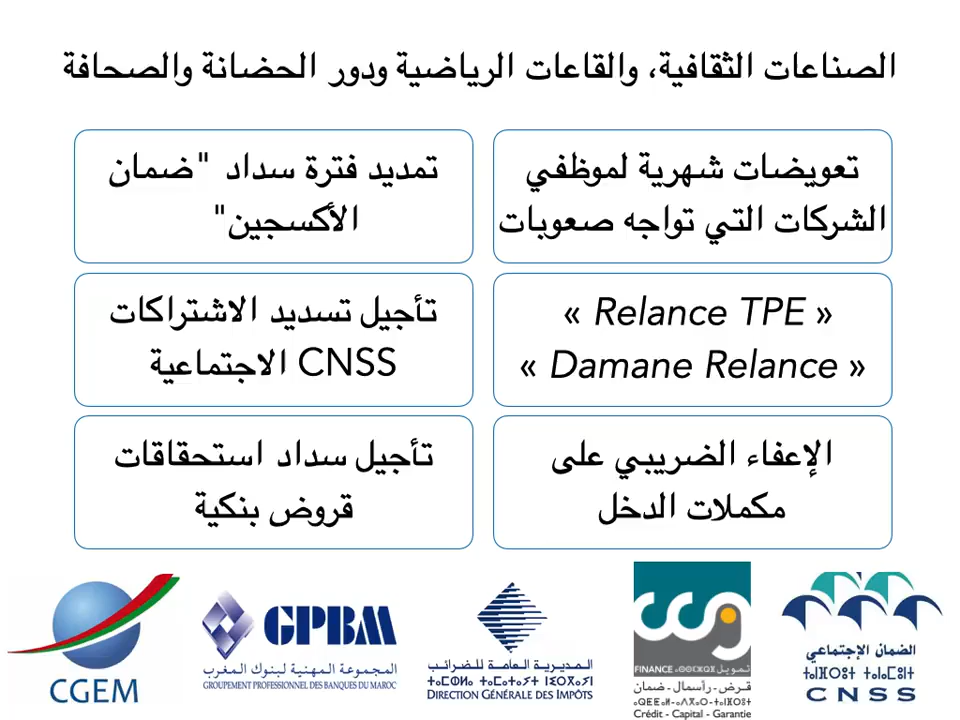 الصناعات الثقافية، والقاعات الرياضية ودور الحضانة والصحافة
تعويضات شهرية لموظفي
الشركات التي تواجه صعوبات
تمديد فترة سداد "ضمان
الأكسجين"
« Relance TPE »
« Damane Relance »
تأجيل تسديد الاشتراكات
الاجتماعية CNSS
الإعفاء الضريبي على
مكملات الدخل
تأجيل سداد استحقاقات
قروض بنكية
CGEM
GPBM
المجموعة المهنية لبنوك المغرب
GROUPEMENT PROFESSIONNEL DES BANQUES DU MAROC
المديرية العامة للضرائب
DIRECTION GÉNÉRALE DES IMPÔTS
ccg
FINANCE
تمويل
قرض - رأسمال - ضمان
Crédit - Capital - Garantie
الضمان الإجتماعي
CNSS